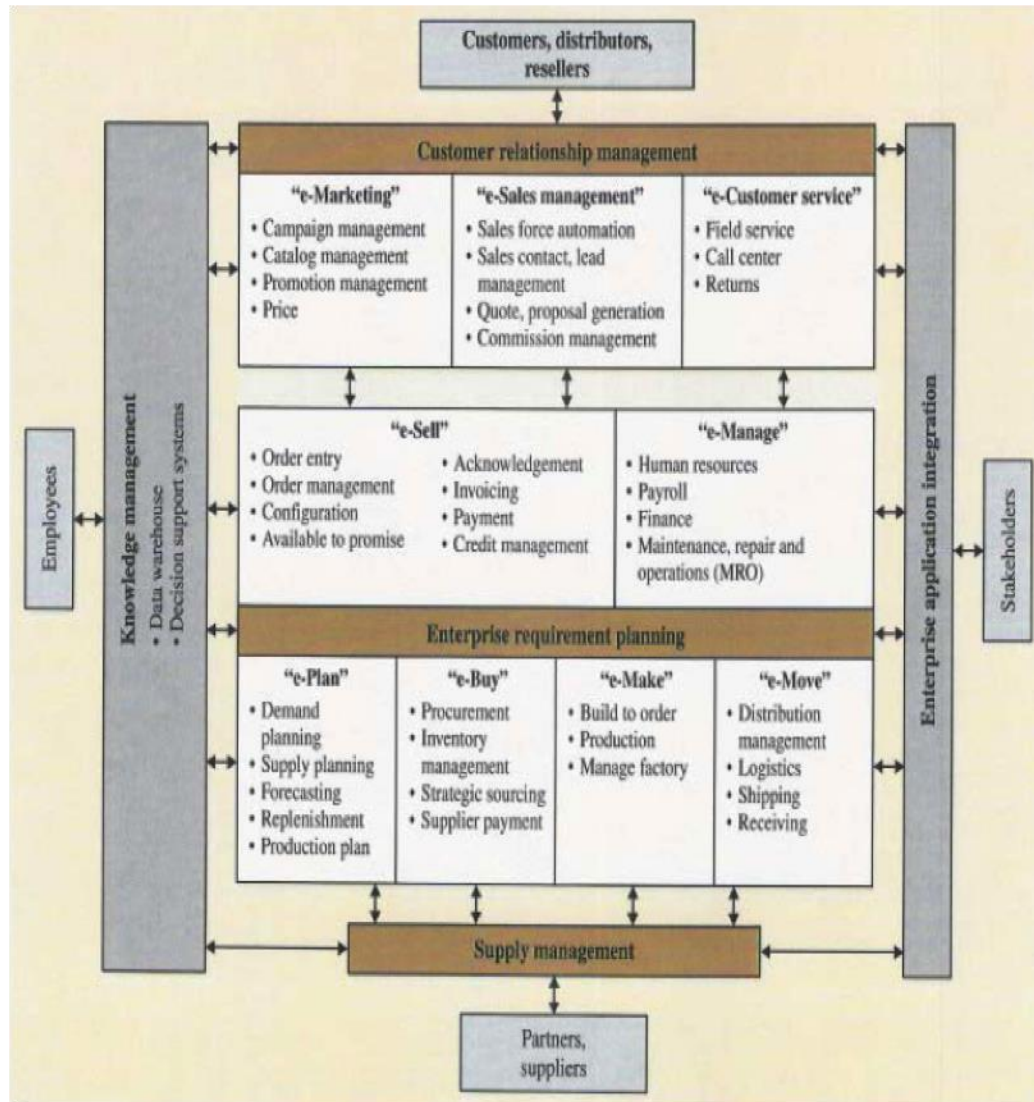 Customers, distributors,
resellers
Customer relationship management
“e-Marketing”
• Campaign management
• Catalog management
• Promotion management
• Price
“e-Sales management”
• Sales force automation
• Sales contact, lead
management
• Quote, proposal generation
• Commission management
“e-Customer service”
• Field service
• Call center
• Returns
Employees
Knowledge management
• Data warehouse
• Decision support systems
“e-Sell”
• Order entry
• Order management
• Configuration
• Available to promise
• Acknowledgement
• Invoicing
• Payment
• Credit management
“e-Manage”
• Human resources
• Payroll
• Finance
• Maintenance, repair and
operations (MRO)
Enterprise application integration
Stakeholders
Enterprise requirement planning
“e-Plan”
• Demand
planning
• Supply planning
• Forecasting
• Replenishment
• Production plan
“e-Buy”
• Procurement
• Inventory
management
• Strategic sourcing
• Supplier payment
“e-Make”
• Build to order
• Production
• Manage factory
“e-Move”
• Distribution
management
• Logistics
• Shipping
• Receiving
Supply management
Partners,
suppliers